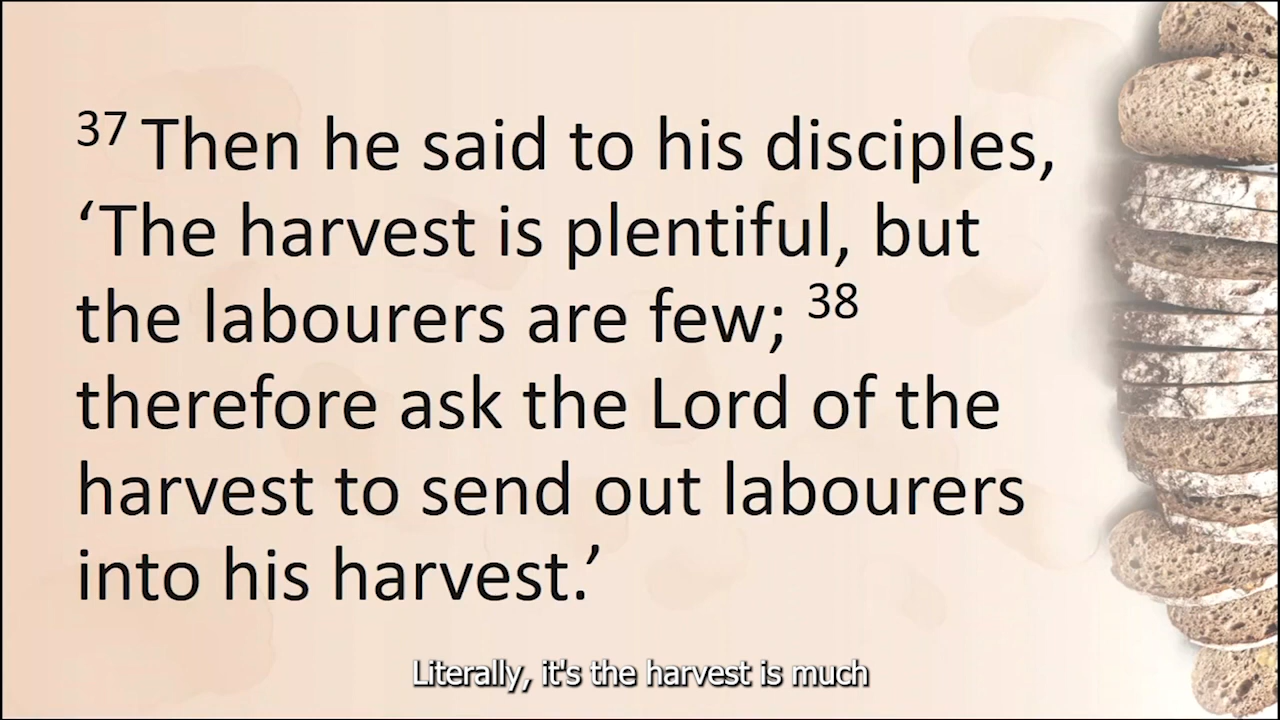 37 Then he said to his disciples,
‘The harvest is plentiful, but
the labourers are few; 38
therefore ask the Lord of the
harvest to send out labourers
into his harvest.’
Literally, it's the harvest is much